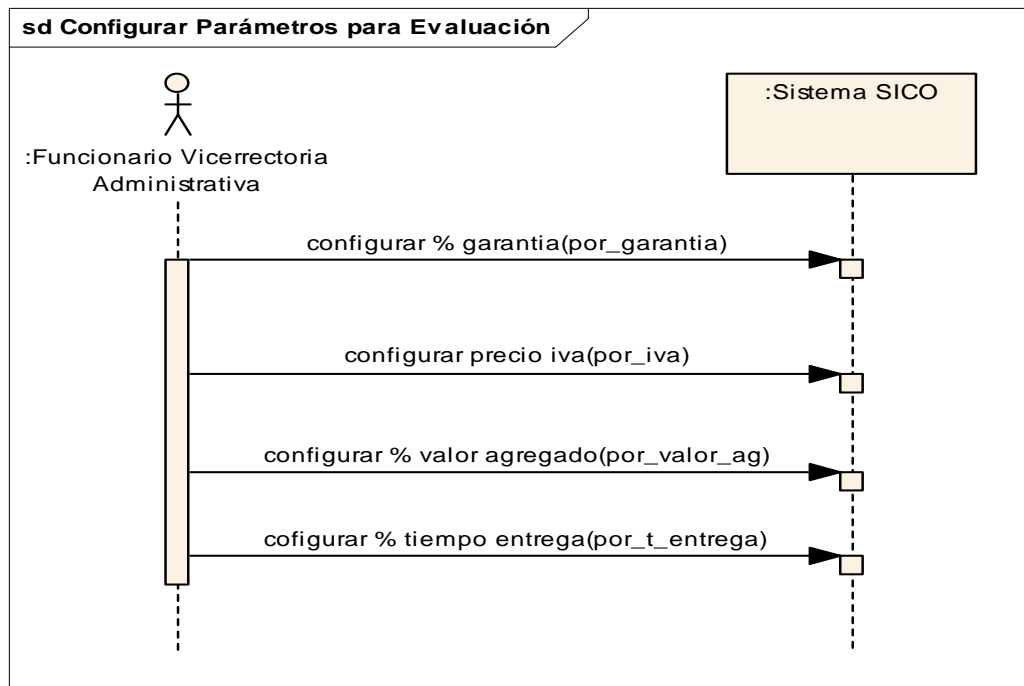 sd Configurar Parámetros para Evaluación
:Sistema SICO
:Funcionario Vicerrectoria
Administrativa
configurar % garantia(por_garantia)
configurar precio iva(por_iva)
configurar % valor agregado(por_valor_ag)
cofigurar % tiempo entrega(por_t_entrega)